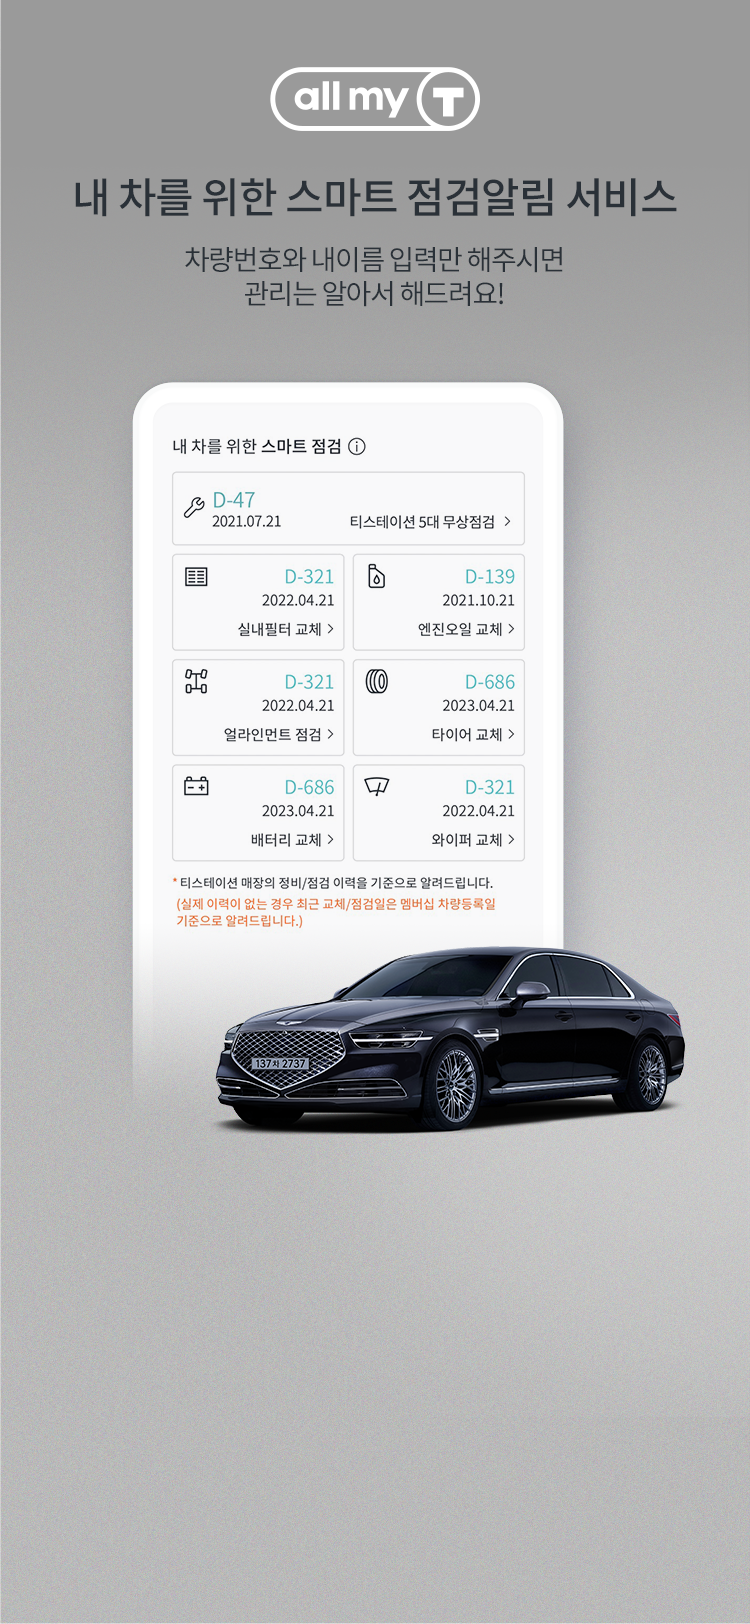 all my T
내 차를 위한 스마트 점검알림 서비스
차량번호와 내이름 입력만 해주시면
관리는 알아서 해드려요!
내 차를 위한 스마트 점검
D-47
2021.07.21
티스테이션 5대 무상점검 >
D-321
2022.04.21
실내필터 교체 >
D-139
2021.10.21
엔진오일 교체 >
D-321
2022.04.21
얼라인먼트 점검 >
D-686
2023.04.21
타이어 교체 >
D-686
2023.04.21
배터리 교체 >
D-321
2022.04.21
와이퍼 교체 >
* 티스테이션 매장의 정비/점검 이력을 기준으로 알려드립니다.
(실제 이력이 없는 경우 최근 교체/점검일은 멤버십 차량등록일
기준으로 알려드립니다.)
137차 2737